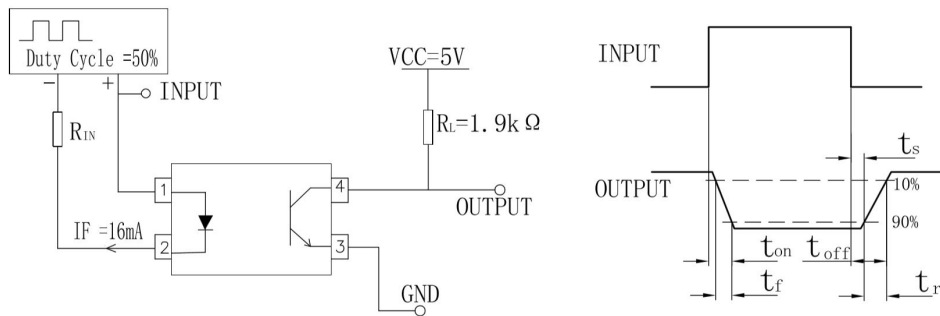 Duty Cycle =50%
- +
INPUT
RIN
VCC=5V
RL=1.9k Ω
1
4
OUTPUT
IF =16mA
2
3
GND
INPUT
ts
OUTPUT
10%
90%
ton
toff
tf
tr